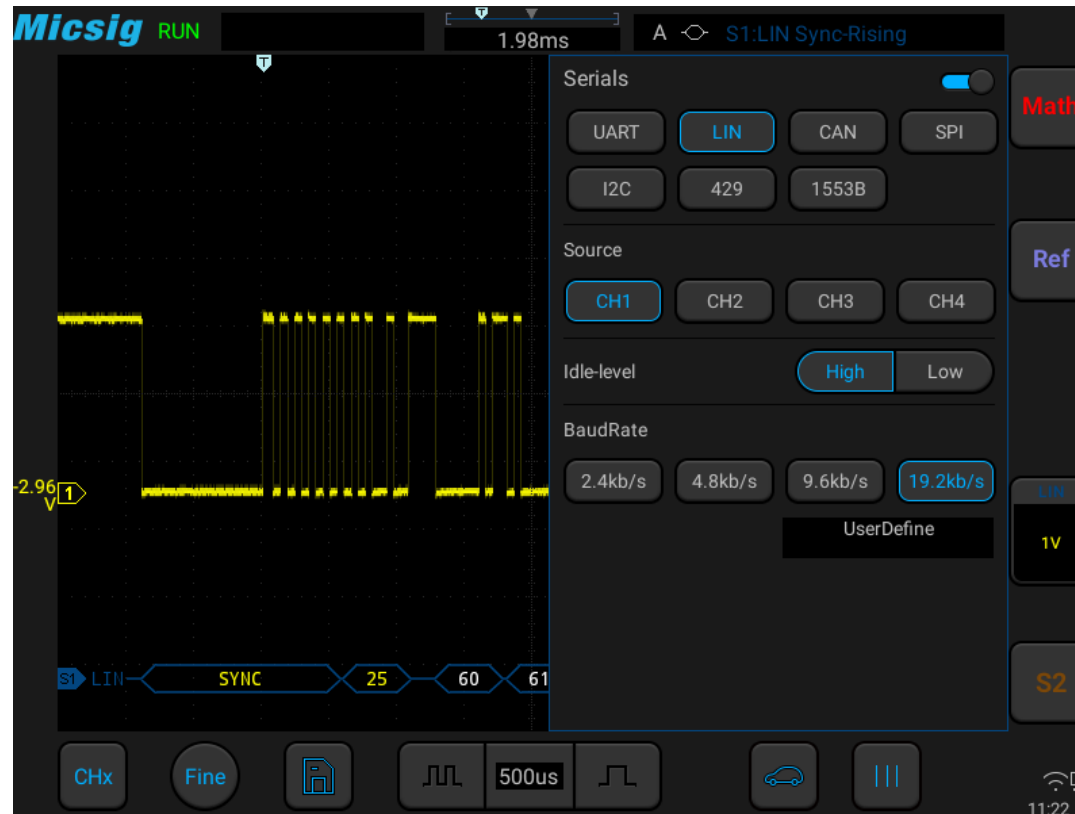 Micsig RUN
T
1.98ms
A S1:LIN Sync-Rising
T
Serials
UART LIN CAN SPI
I2C 429 1553B
Math
Source
CH1 CH2 CH3 CH4
Ref
Idle-level High Low
BaudRate
2.4kb/s 4.8kb/s 9.6kb/s 19.2kb/s
UserDefine
-2.96
V
1
LIN
1V
S1 LIN SYNC 25 60 61
S2
CHx Fine 500us
11:22